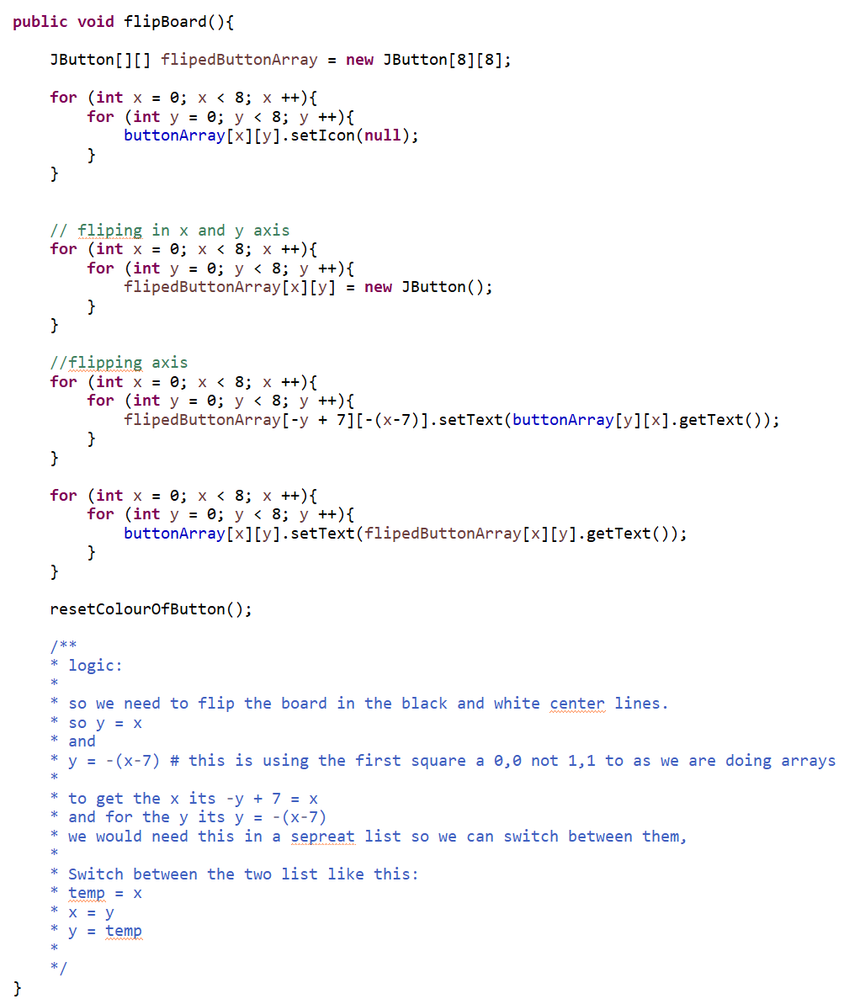 public void flipBoard(){
JButton[][] flipedButtonArray = new JButton[8][8];
for (int x = 0; x < 8; x ++){
for (int y = 0; y < 8; y ++){
buttonArray[x][y].setIcon(null);
}
}
// fliping in x and y axis
for (int x = 0; x < 8; x ++){
for (int y = 0; y < 8; y ++){
flipedButtonArray[x][y] = new JButton();
}
}
//flipping axis
for (int x = 0; x < 8; x ++){
for (int y = 0; y < 8; y ++){
flipedButtonArray[-y + 7][-(x-7)].setText(buttonArray[y][x].getText());
}
}
for (int x = 0; x < 8; x ++){
for (int y = 0; y < 8; y ++){
buttonArray[x][y].setText(flipedButtonArray[x][y].getText());
}
}
resetColourOfButton();
/**
* logic:
*
* so we need to flip the board in the black and white center lines.
* so y = x
* and
* y = -(x-7) # this is using the first square a 0,0 not 1,1 to as we are doing arrays
*
* to get the x its -y + 7 = x
* and for the y its y = -(x-7)
* we would need this in a sepreat list so we can switch between them,
*
* Switch between the two list like this:
* temp = x
* x = y
* y = temp
*
*/
}